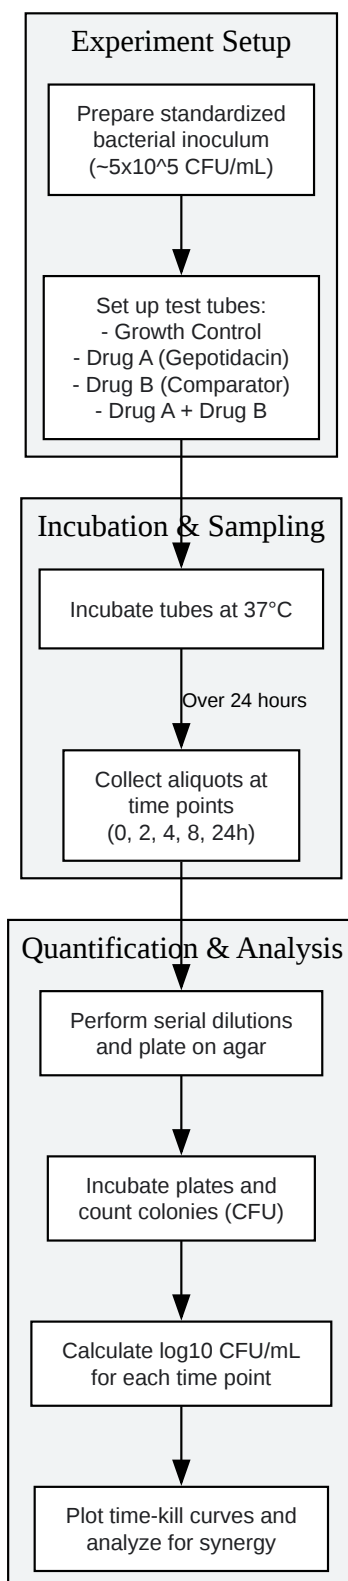 Experiment Setup
Prepare standardized
bacterial inoculum
(~5x10^5 CFU/mL)
Set up test tubes:
- Growth Control
- Drug A (Gepotidacin)
- Drug B (Comparator)
- Drug A + Drug B
Incubation & Sampling
Incubate tubes at 37°C
Over 24 hours
Collect aliquots at
time points
(0, 2, 4, 8, 24h)
Quantification & Analysis
Perform serial dilutions
and plate on agar
Incubate plates and
count colonies (CFU)
Calculate log10 CFU/mL
for each time point
Plot time-kill curves and
analyze for synergy